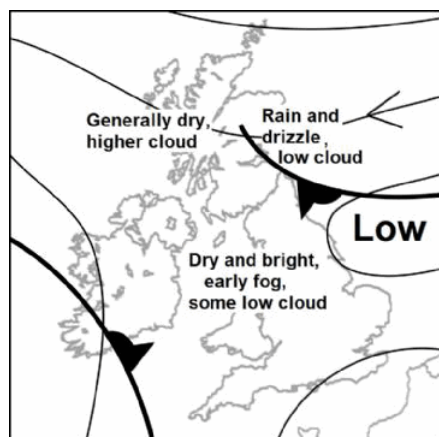 Generally dry,
higher cloud
Rain and
drizzle,
low cloud
Low
Dry and bright,
early fog,
some low cloud